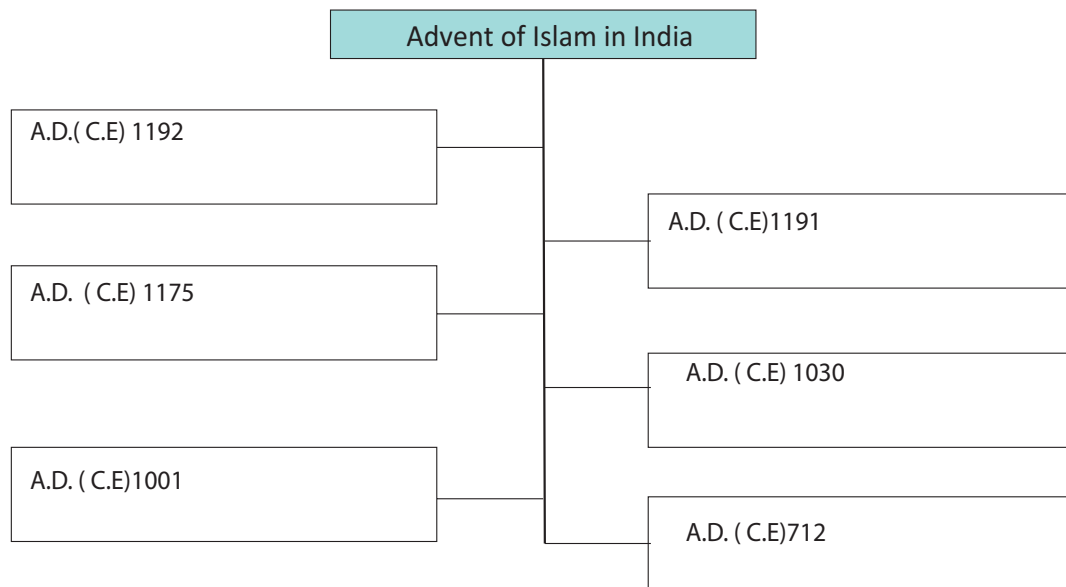 Advent of Islam in India
A.D.( C.E) 1192
A.D. ( C.E)1191
A.D.  ( C.E) 1175
A.D. ( C.E) 1030
A.D. ( C.E)1001
A.D. ( C.E)712